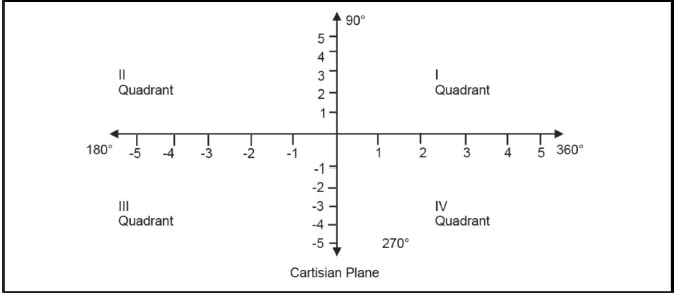 90°
5
4
3
2
1
II
Quadrant
I
Quadrant
180° -5 -4 -3 -2 -1 1 2 3 4 5 360°
-1
-2
-3
-4
-5
III
Quadrant
IV
Quadrant
270°
Cartisian Plane